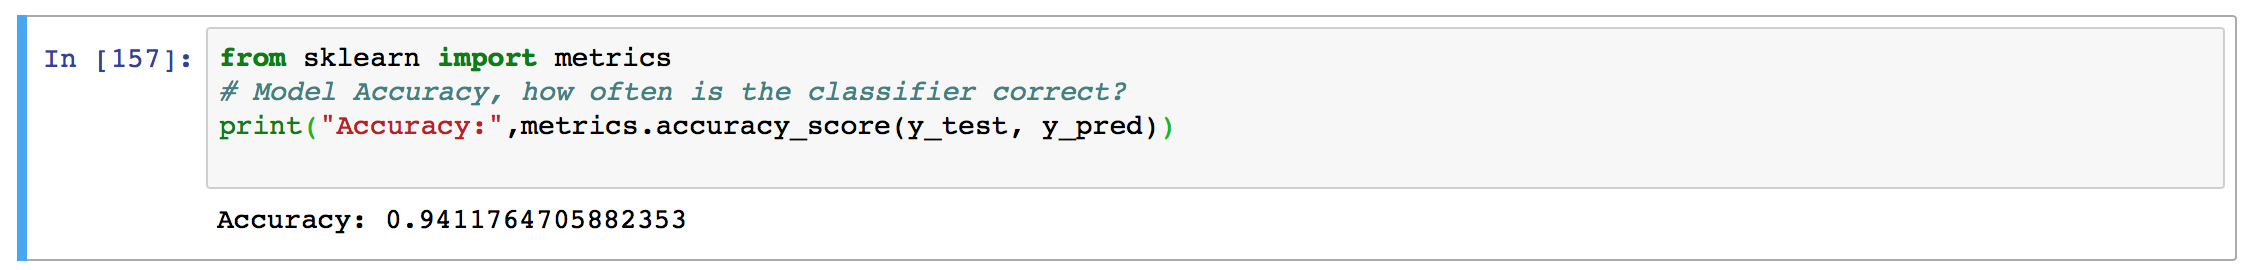 In [157]:
from sklearn import metrics
# Model Accuracy, how often is the classifier correct?
print("Accuracy:",metrics.accuracy_score(y_test, y_pred))
Accuracy: 0.9411764705882353